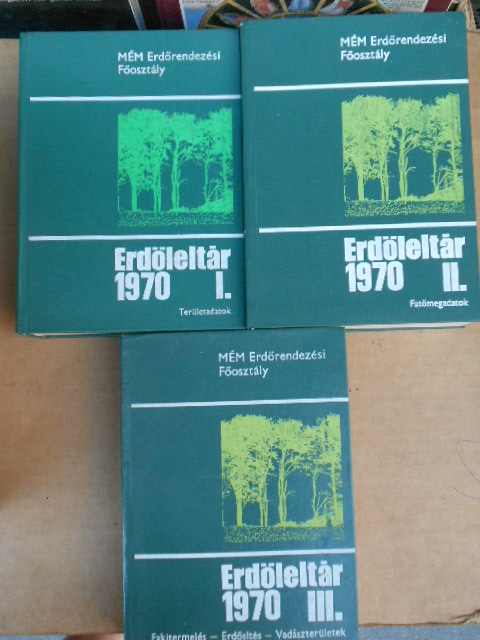 MÉM Erdőrendezési
Főosztály
Erdőleltár
1970 I.
Területadatok
MÉM Erdőrendezési
Főosztály
Erdőleltár
1970 II.
Fatömegadatok
MÉM Erdőrendezési
Főosztály
Erdőleltár
1970 III.
Fakitermelés – Erdősítés – Vadászterületek